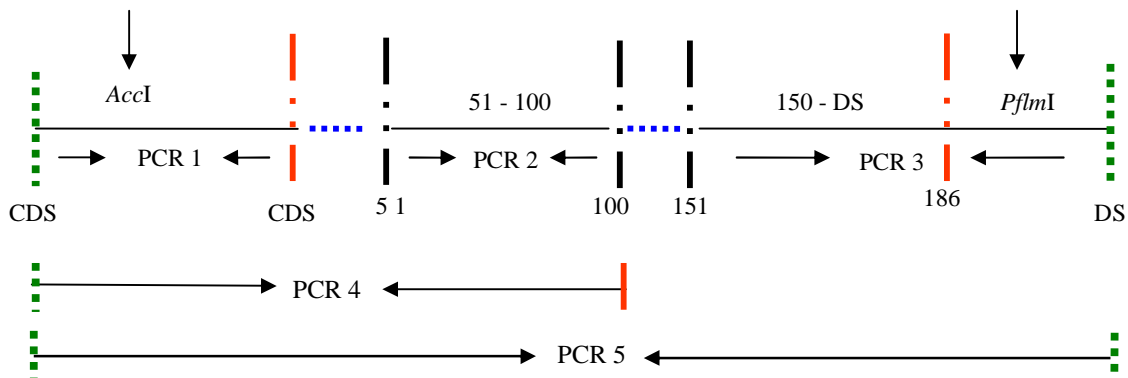 AccI 51 - 100 150 - DS PflmI
PCR 1 PCR 2 PCR 3
CDS CDS 5 1 100 151 186 DS
PCR 4
PCR 5